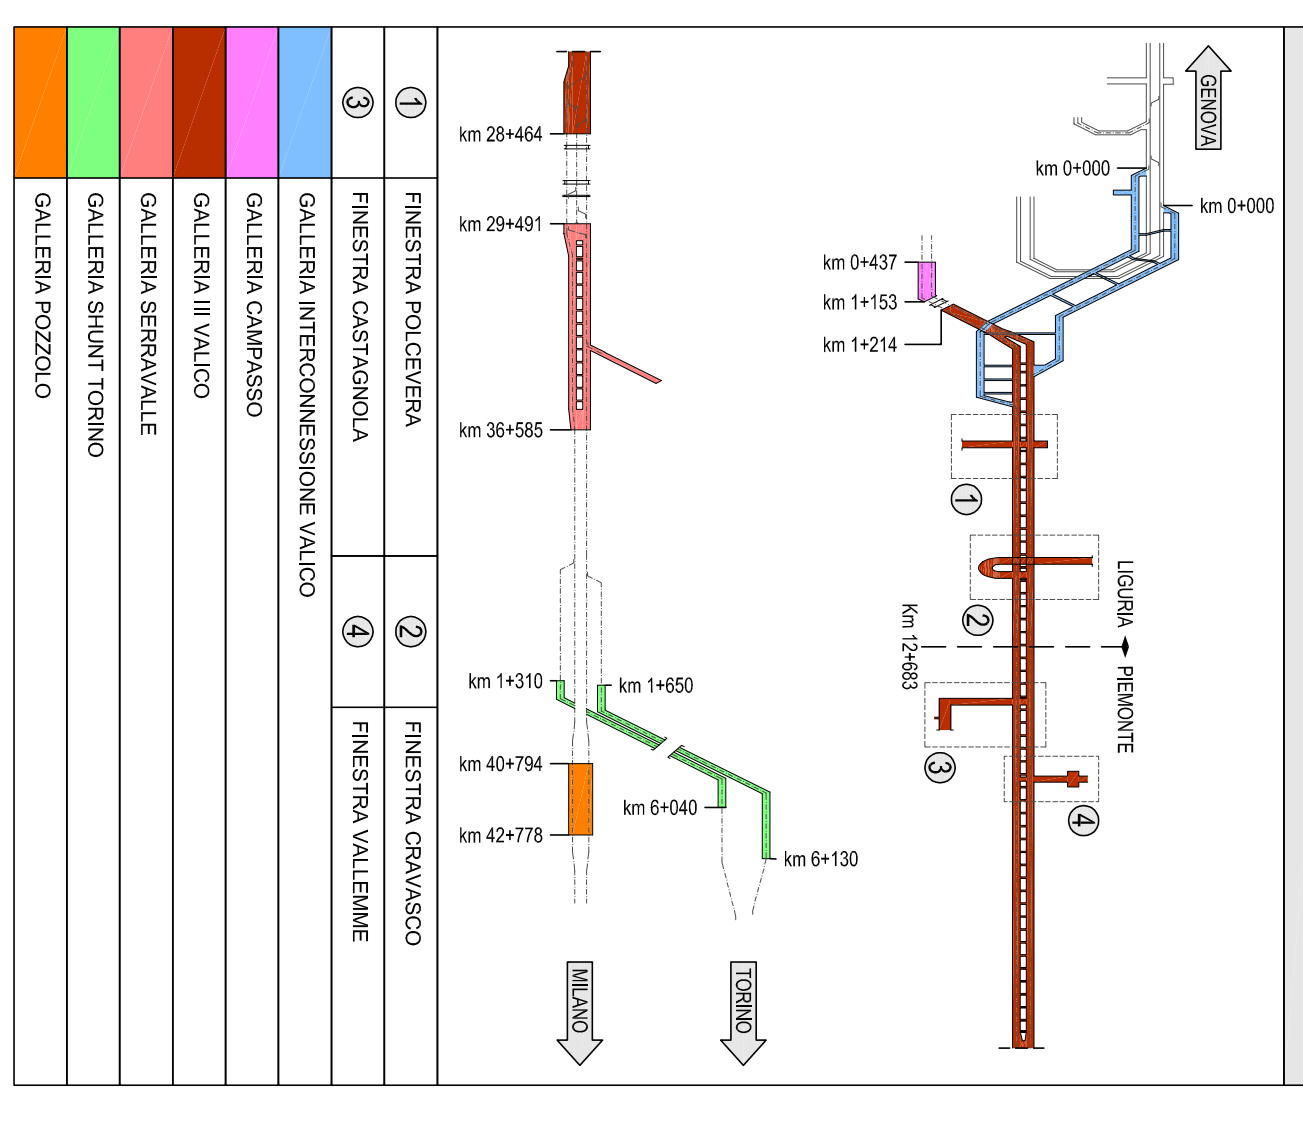 GENOVA
km 0+000
km 0+000
km 0+437
km 1+153
km 1+214
1
2
LIGURIA
PIEMONTE
Km 12+683
3
4
km 28+464
km 29+491
km 36+585
km 1+310
km 1+650
km 40+794
km 42+778
km 6+040
km 6+130
MILANO
TORINO
1
FINESTRA POLCEVERA
2
FINESTRA CRAVASCO
3
FINESTRA CASTAGNOLA
4
FINESTRA VALLEMME
GALLERIA INTERCONNESSIONE VALICO
GALLERIA CAMPASSO
GALLERIA III VALICO
GALLERIA SERRAVALLE
GALLERIA SHUNT TORINO
GALLERIA POZZOLO